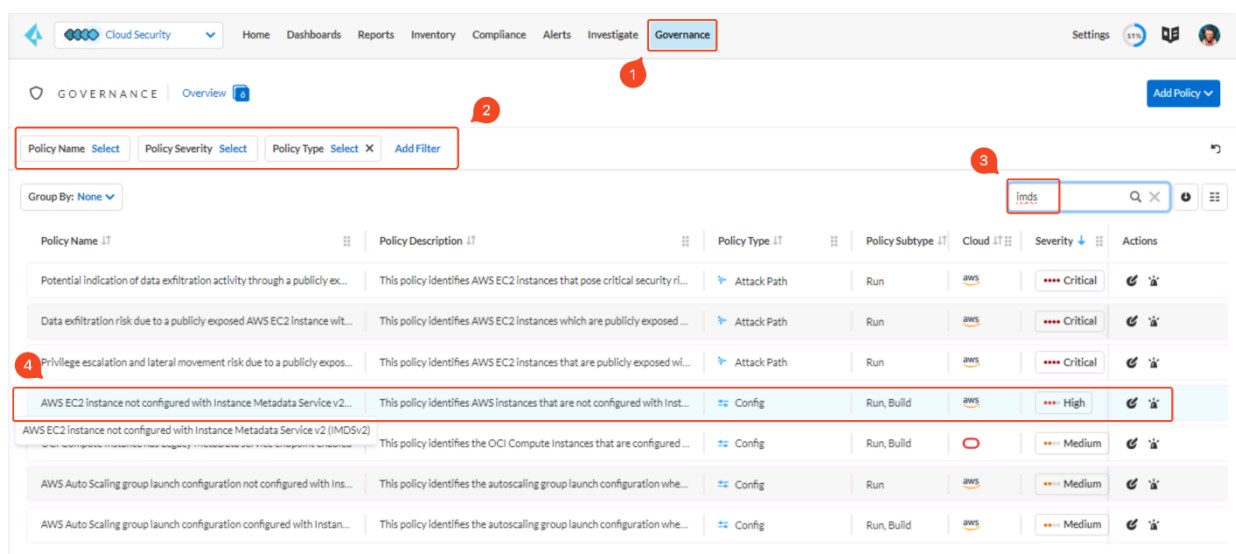 Cloud Security Home Dashboards Reports Inventory Compliance Alerts Investigate Governance Settings 51%
1
GOVERNANCE Overview 6 Add Policy
2
Policy Name Select Policy Severity Select Policy Type Select X Add Filter
3
Group By: None imds
Policy Name Policy Description Policy Type Policy Subtype Cloud Severity Actions
Potential indication of data exfiltration activity through a publicly ex... This policy identifies AWS EC2 instances that pose critical security ri... Attack Path Run aws Critical
Data exfiltration risk due to a publicly exposed AWS EC2 instance wit... This policy identifies AWS EC2 instances which are publicly exposed ... Attack Path Run aws Critical
4
Privilege escalation and lateral movement risk due to a publicly expos... This policy identifies AWS EC2 instances that are publicly exposed wi... Attack Path Run aws Critical
AWS EC2 instance not configured with Instance Metadata Service v2... This policy identifies AWS instances that are not configured with Inst... Config Run, Build aws High
AWS EC2 instance not configured with Instance Metadata Service v2 (IMDSv2)
This policy identifies the OCI Compute Instances that are configured ... Config Run, Build Medium
AWS Auto Scaling group launch configuration not configured with Ins... This policy identifies the autoscaling group launch configuration whe... Config Run aws Medium
AWS Auto Scaling group launch configuration configured with Instan... This policy identifies the autoscaling group launch configuration whe... Config Run, Build aws Medium